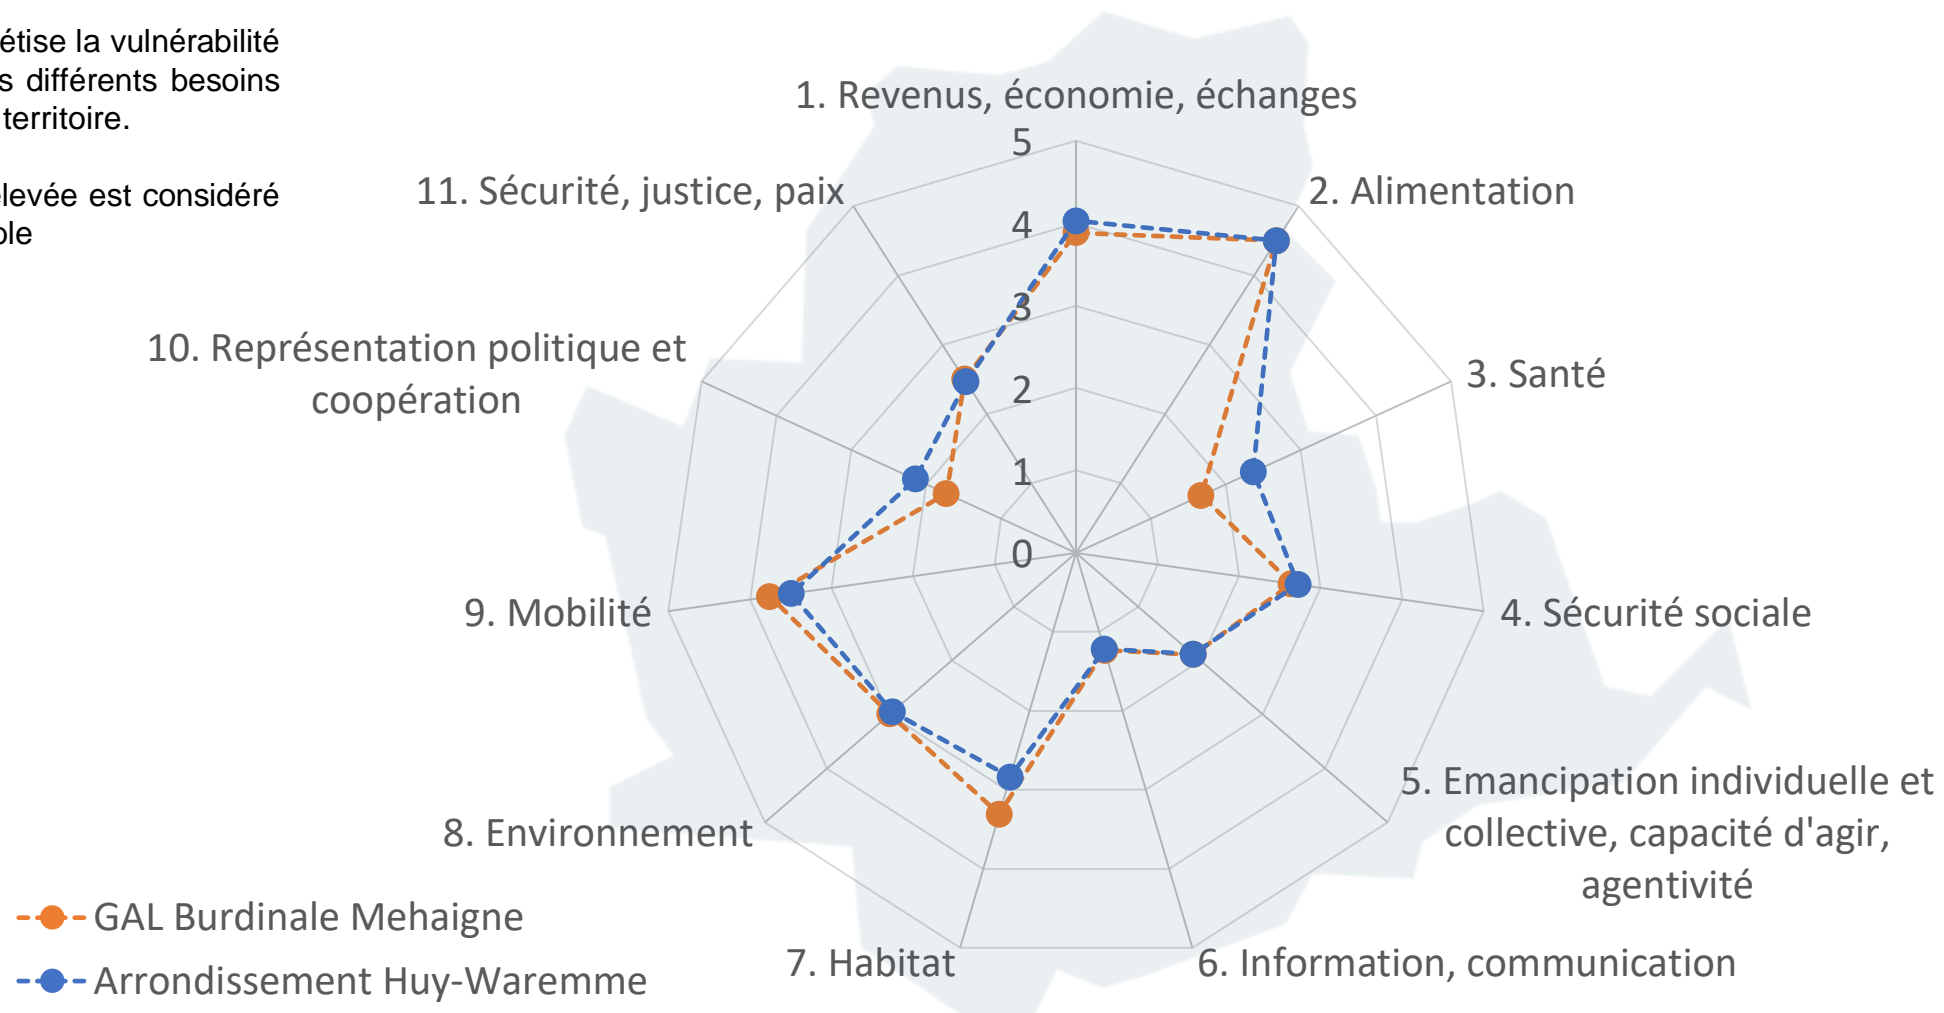 étise la vulnérabilité
s différents besoins
territoire.
elevée est considéré
ble
1. Revenus, économie, échanges
2. Alimentation
3. Santé
4. Sécurité sociale
5. Emancipation individuelle et
collective, capacité d'agir,
agentivité
6. Information, communication
7. Habitat
8. Environnement
9. Mobilité
10. Représentation politique et
coopération
11. Sécurité, justice, paix
5
4
3
2
1
0
GAL Burdinale Mehaigne
Arrondissement Huy-Waremme